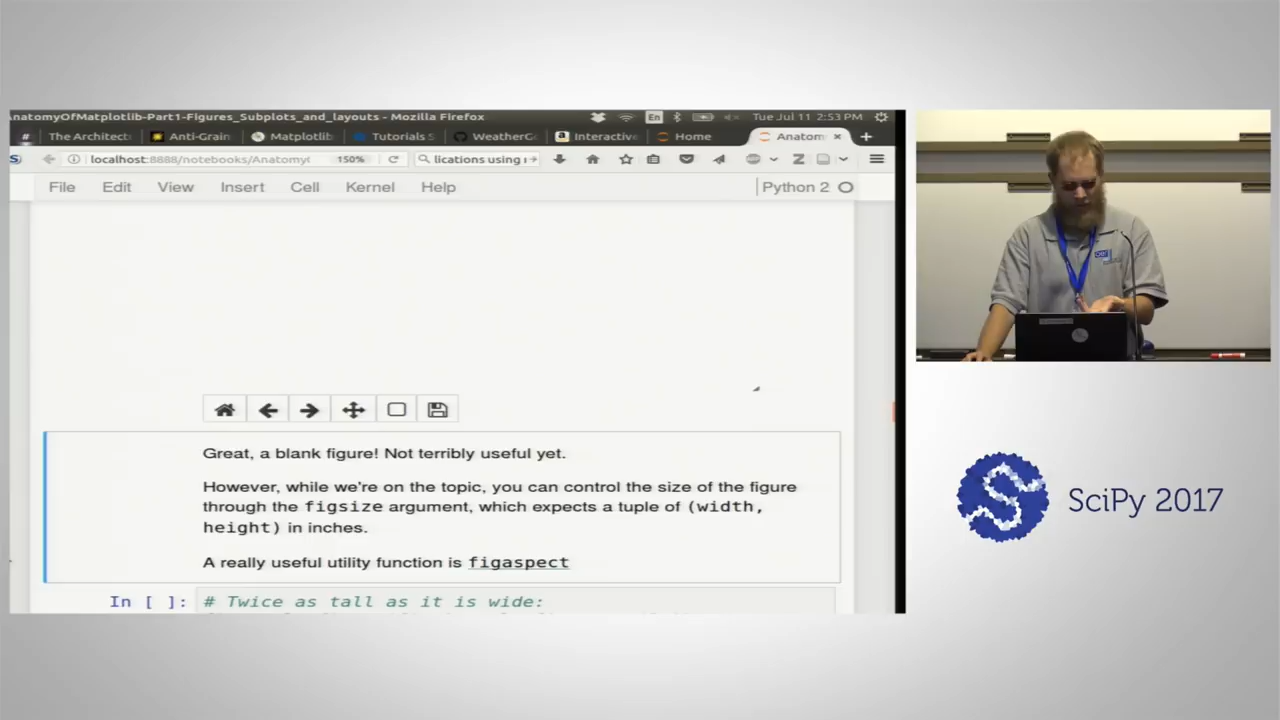 AnatomyOfMatplotlib-Part1-Figures_Subplots_and_layouts - Mozilla Firefox
En
Tue Jul 11 2:53 PM
The Architect
Anti-Grain
Matplotlib
Tutorials S
WeatherG
Interactive
Home
Anatom
localhost:8888/notebooks/Anatomy
150%
lications using
File Edit View Insert Cell Kernel Help
Python 2
Great, a blank figure! Not terribly useful yet.
However, while we're on the topic, you can control the size of the figure
through the figsize argument, which expects a tuple of (width,
height) in inches.
A really useful utility function is figaspect
In [ ]: # Twice as tall as it is wide:
SciPy 2017